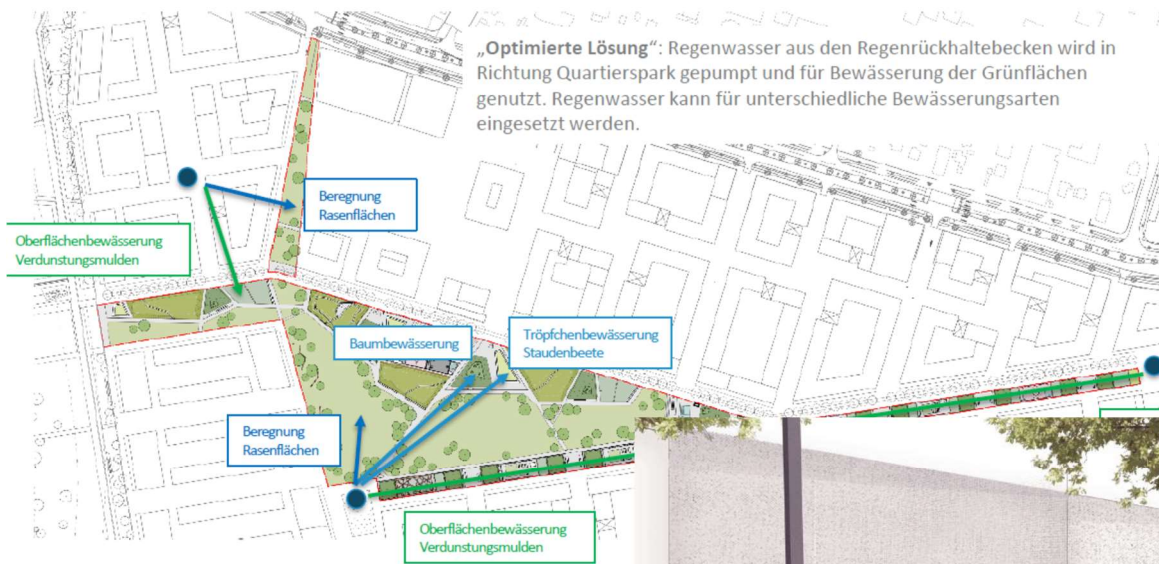 „Optimierte Lösung“: Regenwasser aus den Regenrückhaltebecken wird in
Richtung Quartierspark gepumpt und für Bewässerung der Grünflächen
genutzt. Regenwasser kann für unterschiedliche Bewässerungsarten
eingesetzt werden.
Beregnung
Rasenflächen
Oberflächenbewässerung
Verdunstungsmulden
Baumbewässerung
Tröpfchenbewässerung
Staudenbeete
Beregnung
Rasenflächen
Oberflächenbewässerung
Verdunstungsmulden